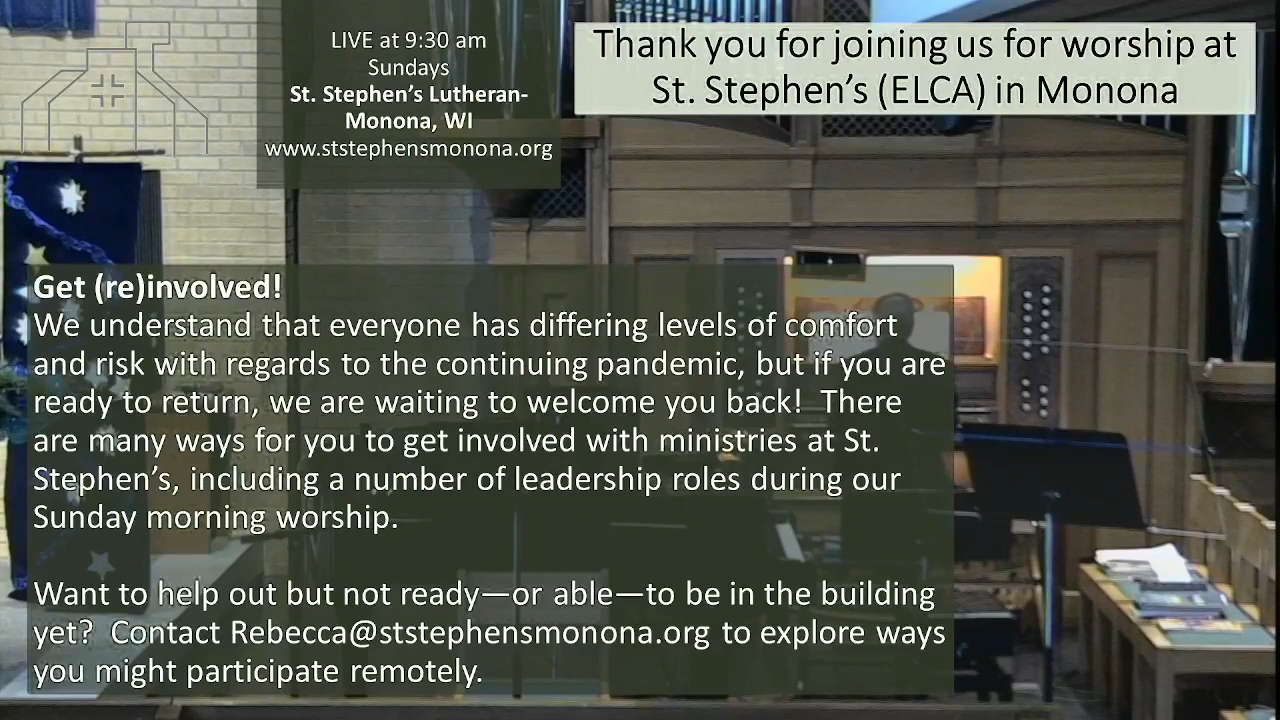 LIVE at 9:30 am
Sundays
St. Stephen's Lutheran-
Monona, WI
www.ststephensmonona.org
Thank you for joining us for worship at
St. Stephen's (ELCA) in Monona
Get (re)involved!
We understand that everyone has differing levels of comfort
and risk with regards to the continuing pandemic, but if you are
ready to return, we are waiting to welcome you back!  There
are many ways for you to get involved with ministries at St.
Stephen's, including a number of leadership roles during our
Sunday morning worship.
Want to help out but not ready—or able—to be in the building
yet?  Contact Rebecca@ststephensmonona.org to explore ways
you might participate remotely.